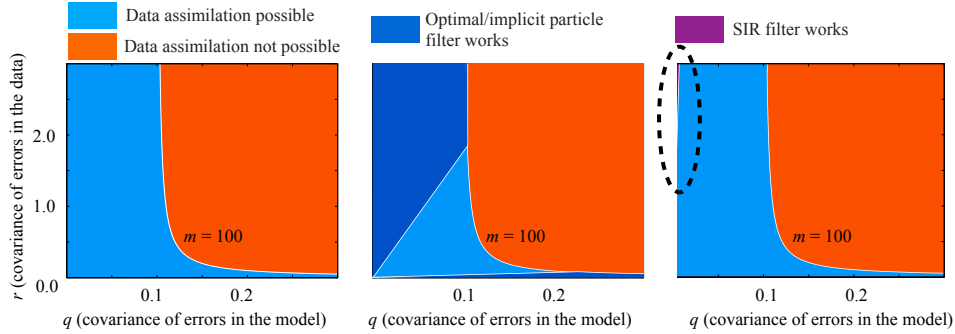 Data assimilation possible
Data assimilation not possible
Optimal/implicit particle
filter works
SIR filter works
r (covariance of errors in the data)
2.0
1.0
0.0
m = 100
0.1
0.2
q (covariance of errors in the model)
m = 100
0.1
0.2
q (covariance of errors in the model)
m = 100
0.1
0.2
q (covariance of errors in the model)